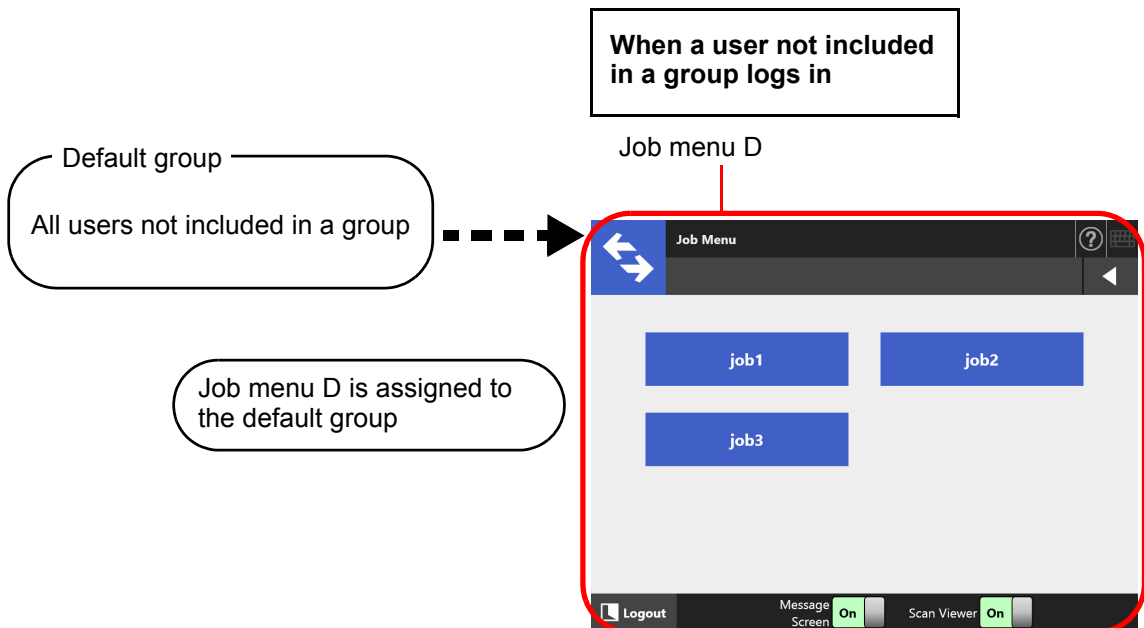 When a user not included
in a group logs in
Job menu D
Default group
All users not included in a group
Job menu D is assigned to
the default group
Job Menu
?
job1
job2
job3
Logout
Message
Screen
On
Scan Viewer
On